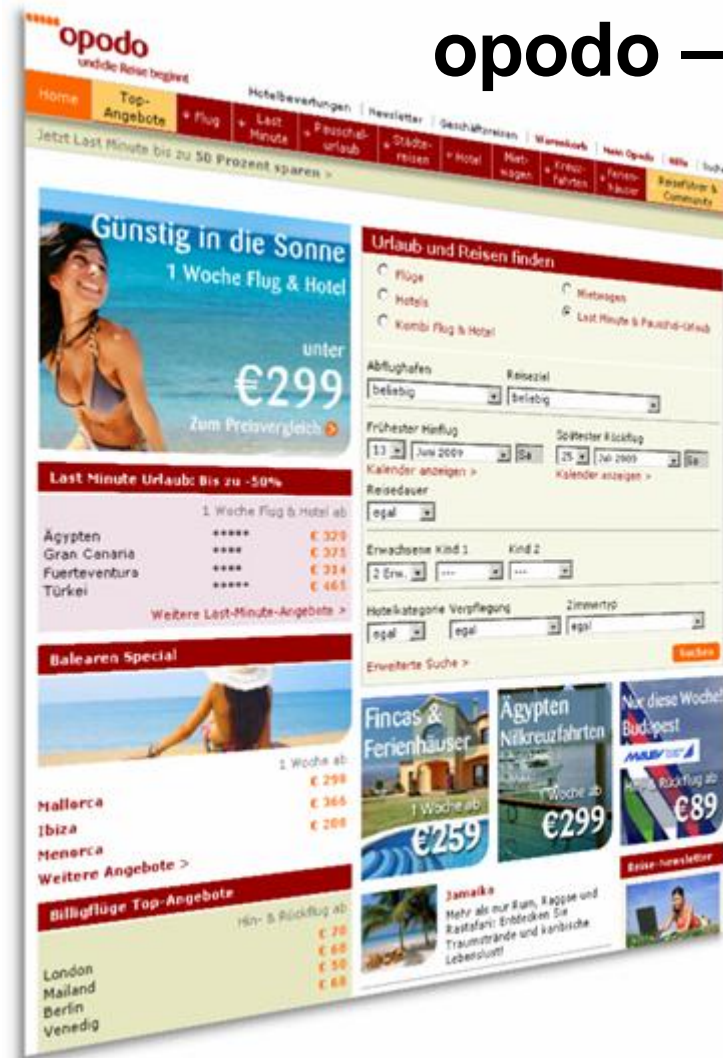 opodo –
opodo
und die Reise beginnt
Hotelbewertungen | Newsletter | Geschäftsreisen | Warenkorb | Mein Opodo | Hilfe | Suche
Home
Top-
Angebote
+ Flug
+ Last
Minute
+ Pauschal-
urlaub
+ Städte-
reisen
+ Hotel
Miet-
wagen
+ Kreuz-
fahrten
+ Ferien-
häuser
Reiseführer &
Community
Jetzt Last Minute bis zu 50 Prozent sparen >
Günstig in die Sonne
1 Woche Flug & Hotel
unter
€299
Zum Preisvergleich
Last Minute Urlaub: Bis zu -50%
1 Woche Flug & Hotel ab
Ägypten ***** € 329
Gran Canaria **** € 375
Fuerteventura **** € 314
Türkei ***** € 465
Weitere Last-Minute-Angebote >
Balearen Special
1 Woche ab
Mallorca € 298
Ibiza € 366
Menorca € 208
Weitere Angebote >
Billigflüge Top-Angebote
Hin- & Rückflug ab
London € 70
Mailand € 60
Berlin € 50
Venedig € 68
Urlaub und Reisen finden
Flüge
Mietwagen
Hotels
Last Minute & Pauschal-Urlaub
Kombi Flug & Hotel
Abflughafen Reiseziel
beliebig beliebig
Frühester Hinflug Spätester Rückflug
13 Juni 2009 Sa 25 Juli 2009 Sa
Kalender anzeigen > Kalender anzeigen >
Reisedauer
egal
Erwachsene Kind 1 Kind 2
2 Erw. --- ---
Hotelkategorie Verpflegung Zimmertyp
egal egal egal
Erweiterte Suche >
Suchen
Fincas &
Ferienhäuser
1 Woche ab
€259
Ägypten
Nilkreuzfahrten
1 Woche ab
€299
Nur diese Woche!
Budapest
MALEV
Hin- & Rückflug ab
€89
Jamaika
Mehr als nur Rum, Raggae und
Rastafari: Entdecken Sie
Traumstrände und karibische
Lebenslust!
Reise-Newsletter